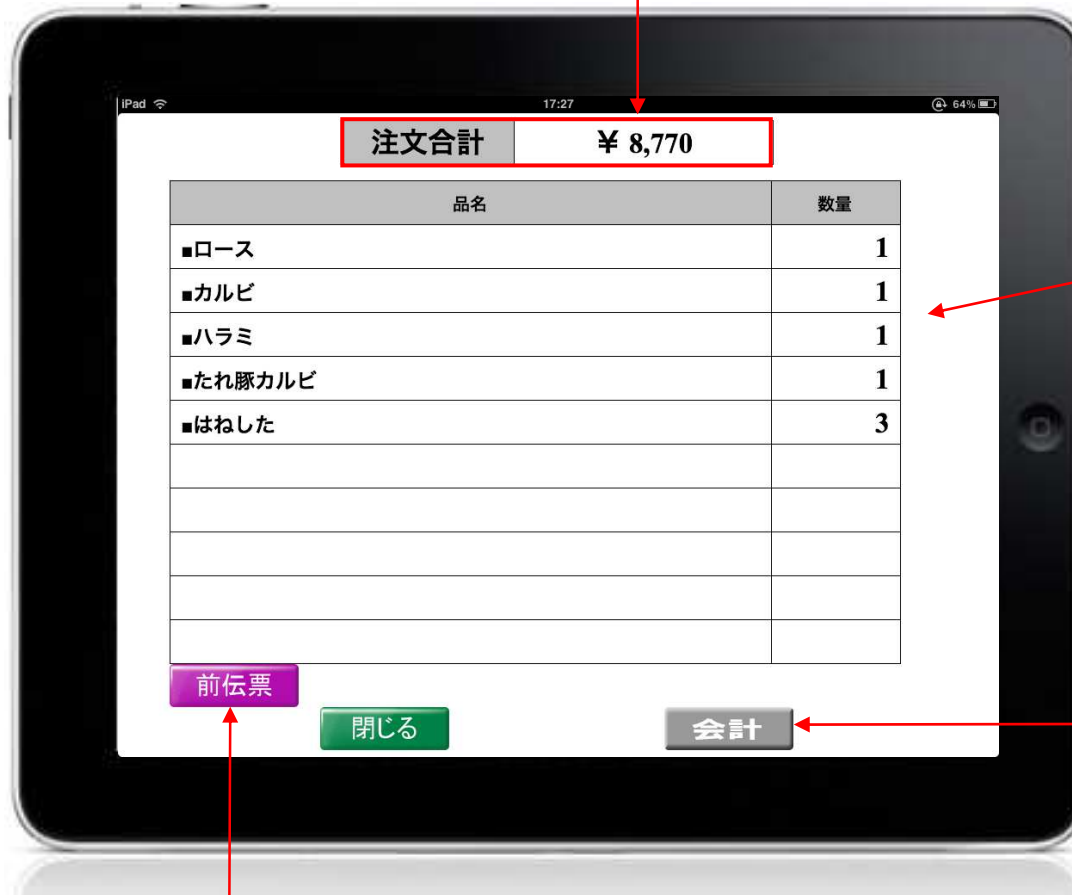 iPad 17:27 64%
注文合計 ¥ 8,770
品名 数量
■ロース 1
■カルビ 1
■ハラミ 1
■たれ豚カルビ 1
■はねした 3
前伝票
閉じる 会計